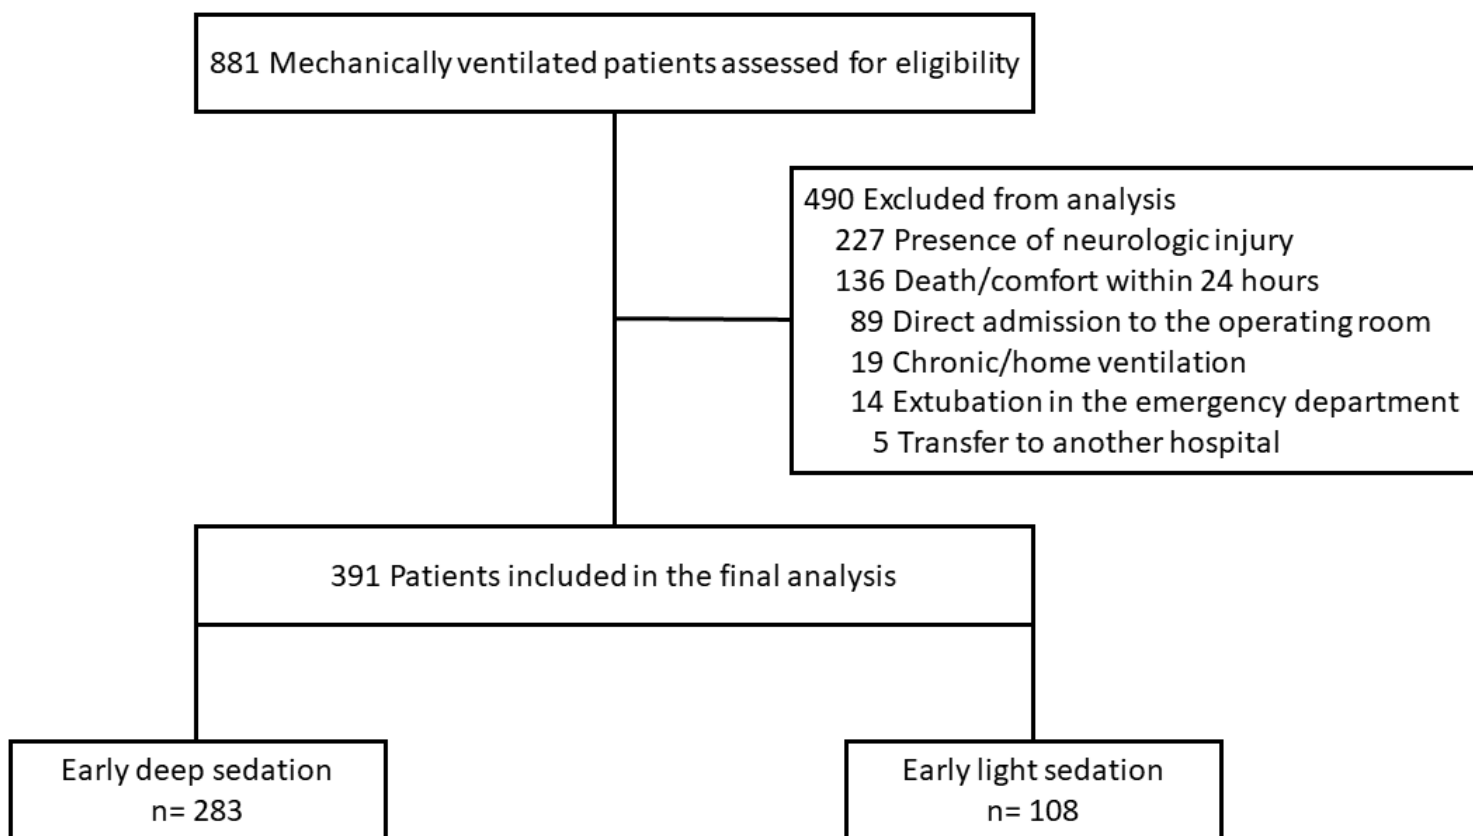 881 Mechanically ventilated patients assessed for eligibility
490 Excluded from analysis
227 Presence of neurologic injury
136 Death/comfort within 24 hours
89 Direct admission to the operating room
19 Chronic/home ventilation
14 Extubation in the emergency department
5 Transfer to another hospital
391 Patients included in the final analysis
Early deep sedation
n= 283
Early light sedation
n= 108